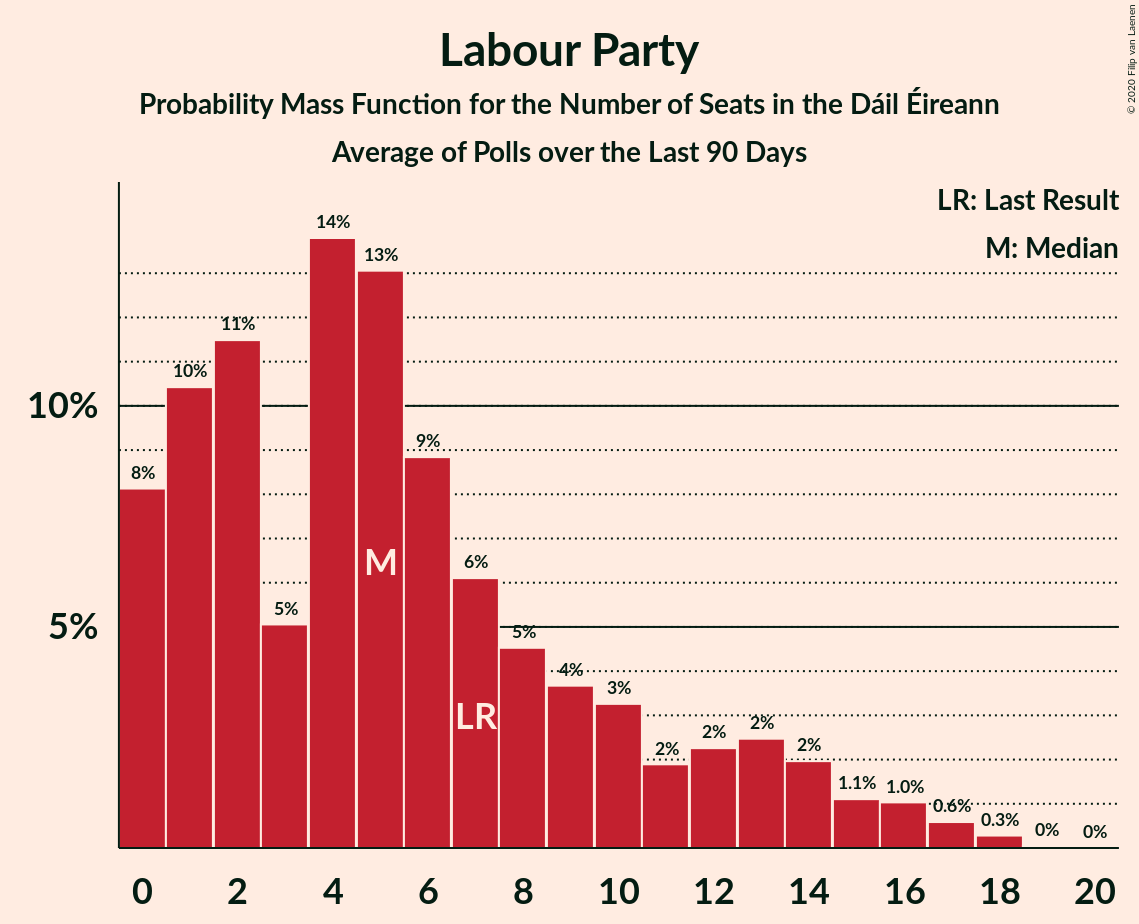 Labour Party
Probability Mass Function for the Number of Seats in the Dáil Éireann
Average of Polls over the Last 90 Days
© 2020 Filip van Laenen
LR: Last Result
M: Median
14%
13%
11%
10%
10%
9%
8%
6%
5%
5%
5%
4%
3%
2%
2%
2%
2%
1.1%
1.0%
0.6%
0.3%
0%
0%
M
LR
0 2 4 6 8 10 12 14 16 18 20